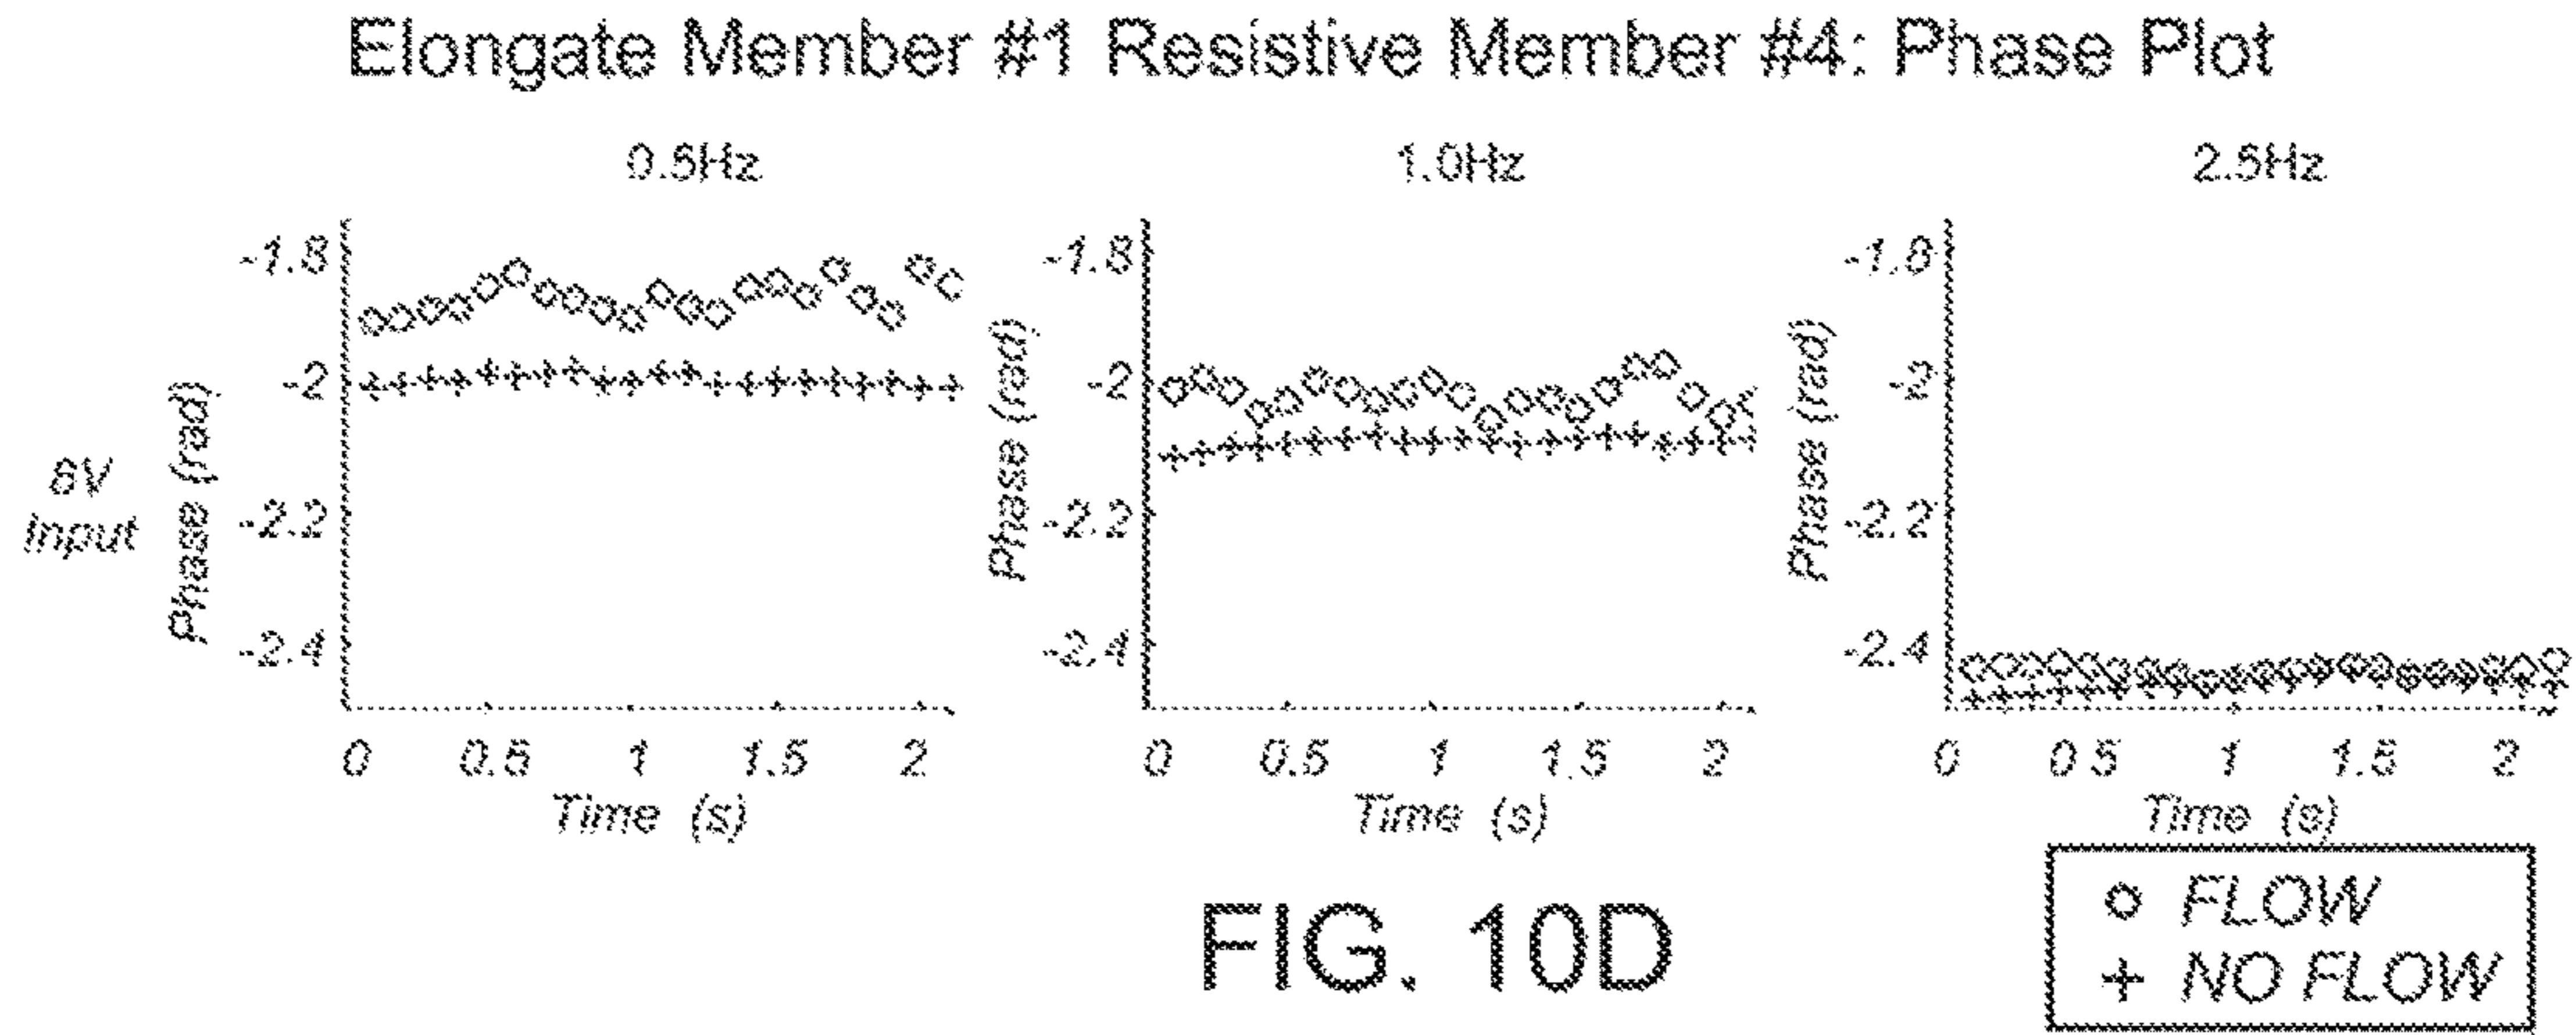 Elongate Member #1 Resistive Member #4: Phase Plot
0.5Hz
1.0Hz
2.5Hz
6V
Input
Phase (rad)
-1.8
-2
-2.2
-2.4
0 0.5 1 1.5 2
Time (s)
Phase (rad)
-1.8
-2
-2.2
-2.4
0 0.5 1 1.5 2
Time (s)
Phase (rad)
-1.8
-2
-2.2
-2.4
0 0.5 1 1.5 2
Time (s)
FLOW
NO FLOW
FIG. 10D